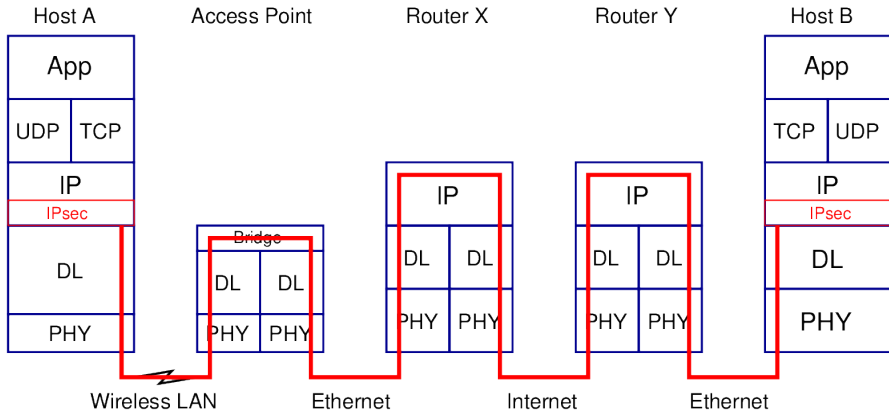 Host A Access Point Router X Router Y Host B
App App
UDP TCP TCP UDP
IP IP IP IP
IPsec IPsec
Bridge
DL DL DL DL DL DL DL DL
PHY PHY PHY PHY PHY PHY PHY PHY
Wireless LAN Ethernet Internet Ethernet